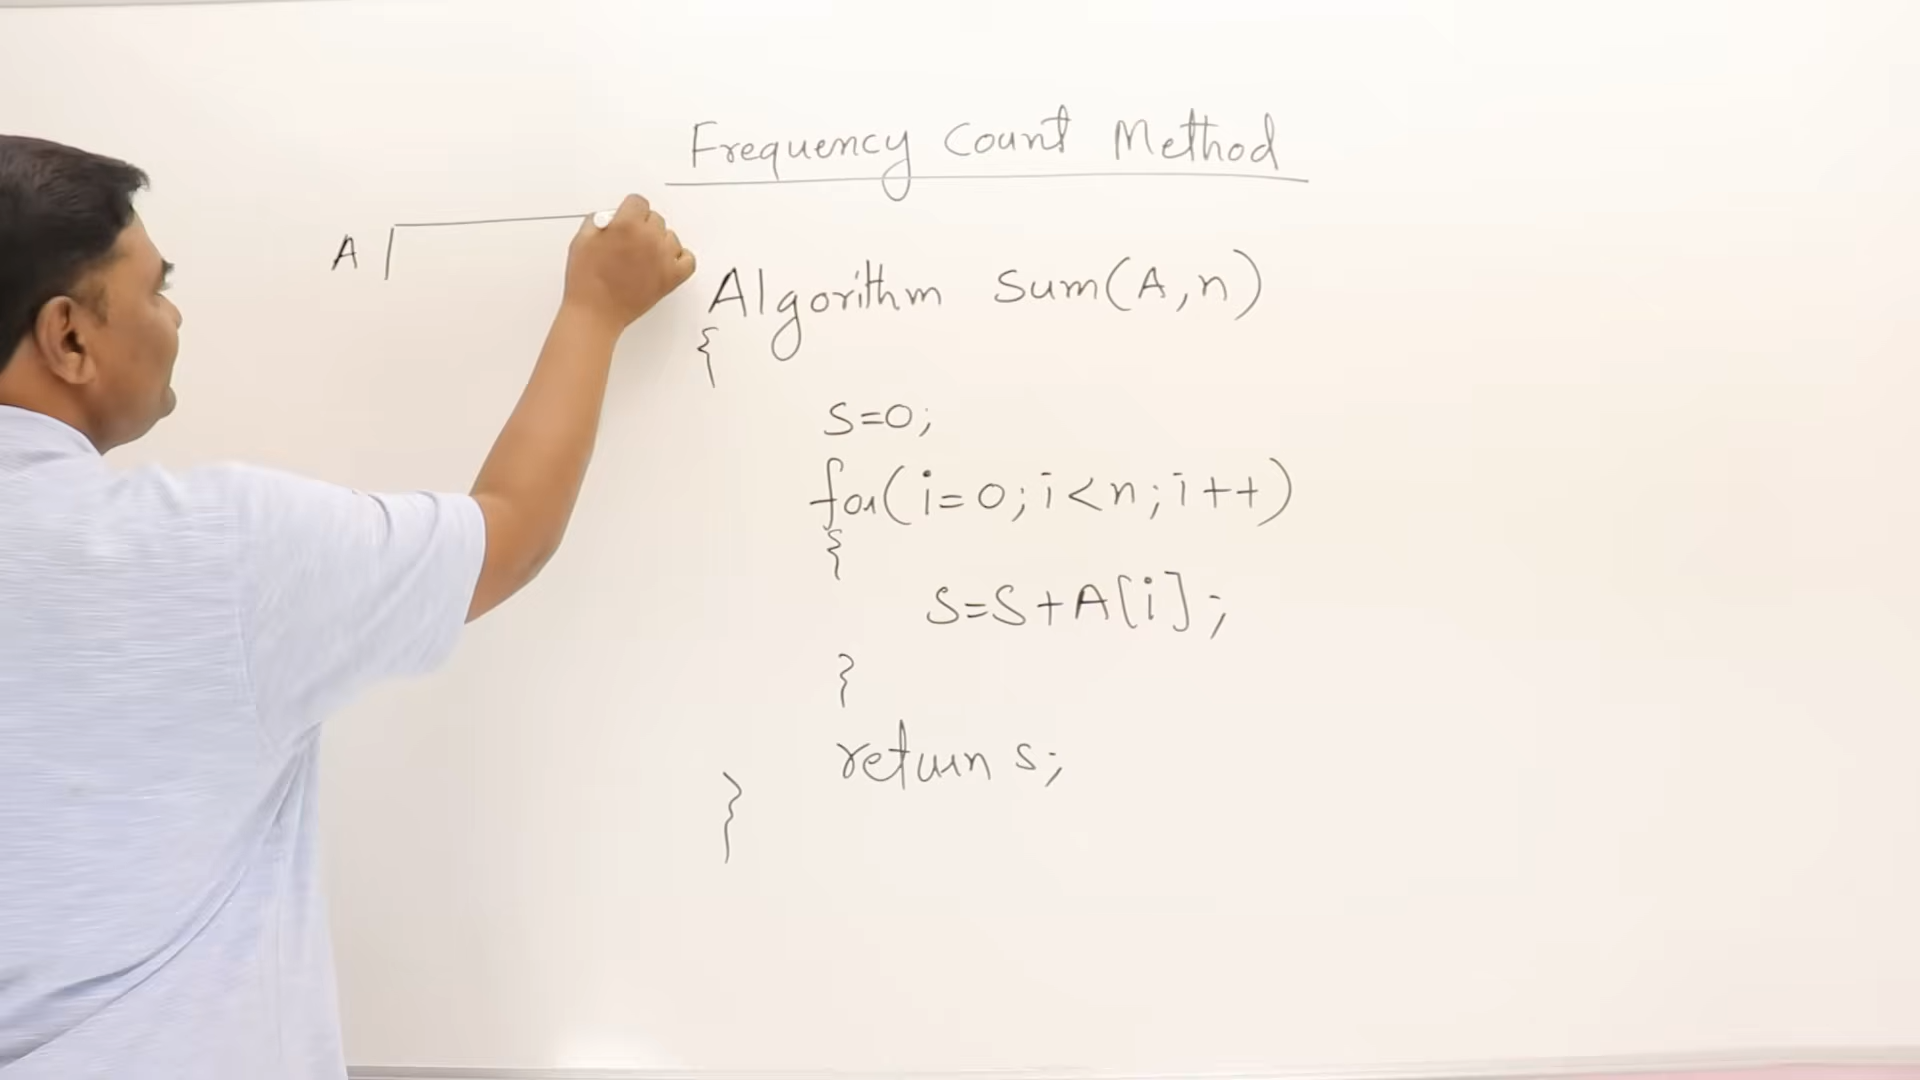 Frequency Count Method
A
Algorithm Sum(A,n)
{
S=0;
for(i=0;i<n;i++)
{
S=S+A[i];
}
return s;
}